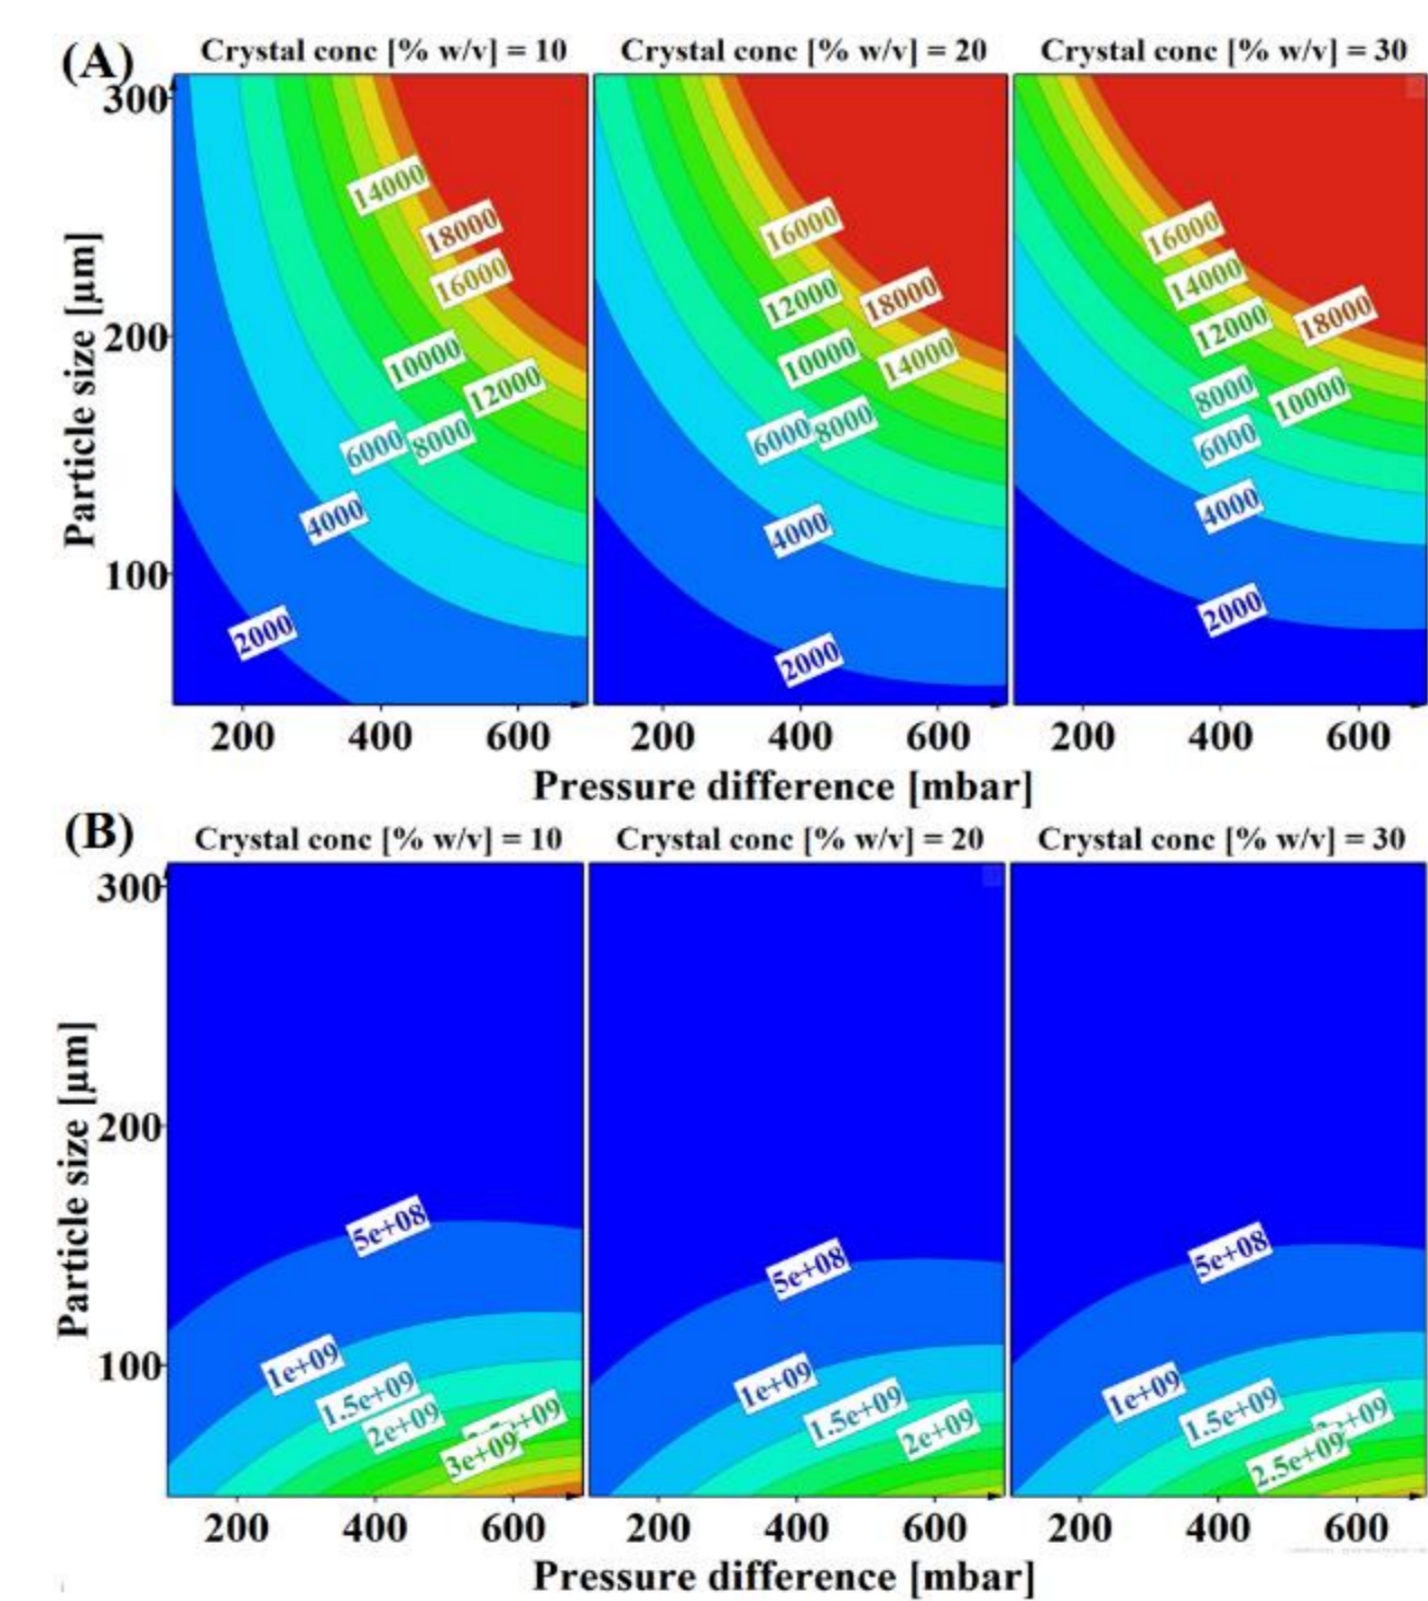 (A)
Crystal conc [% w/v] = 10
Crystal conc [% w/v] = 20
Crystal conc [% w/v] = 30
300
200
100
Particle size [μm]
14000
18000
16000
10000
12000
6000
8000
4000
2000
16000
12000
18000
10000
14000
6000
8000
4000
2000
16000
14000
12000
18000
8000
10000
6000
4000
2000
200
400
600
200
400
600
200
400
600
Pressure difference [mbar]
(B)
Crystal conc [% w/v] = 10
Crystal conc [% w/v] = 20
Crystal conc [% w/v] = 30
300
200
100
Particle size [μm]
5e+08
1e+09
1.5e+09
2e+09
3e+09
5e+08
1e+09
1.5e+09
2e+09
5e+08
1e+09
1.5e+09
2.5e+09
200
400
600
200
400
600
200
400
600
Pressure difference [mbar]